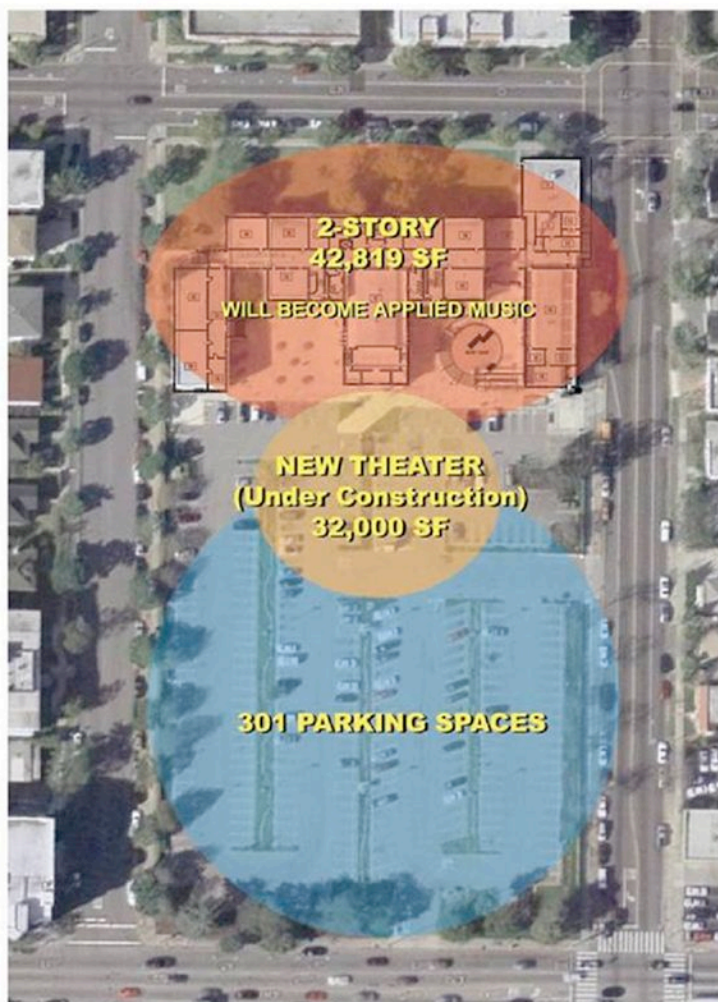 2-STORY
42,819 SF
WILL BECOME APPLIED MUSIC
NEW THEATER
(Under Construction)
32,000 SF
301 PARKING SPACES